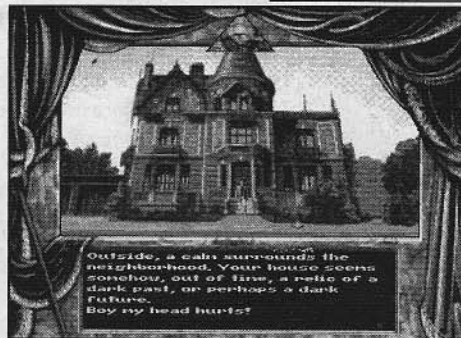 Outside, a calm surrounds the
neighborhood. Your house seems
somehow, out of time, a relic of a
dark past, or perhaps a dark
future.
Boy my head hurts!